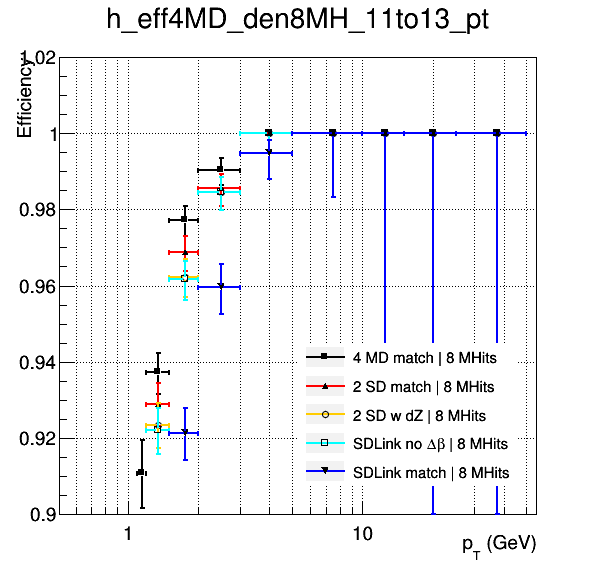 h_eff4MD_den8MH_11to13_pt
Efficiency
1.02
1
0.98
0.96
0.94
0.92
0.9
4 MD match | 8 MHits
2 SD match | 8 MHits
2 SD w dZ | 8 MHits
SDLink no Δβ | 8 MHits
SDLink match | 8 MHits
1
10
p_T (GeV)